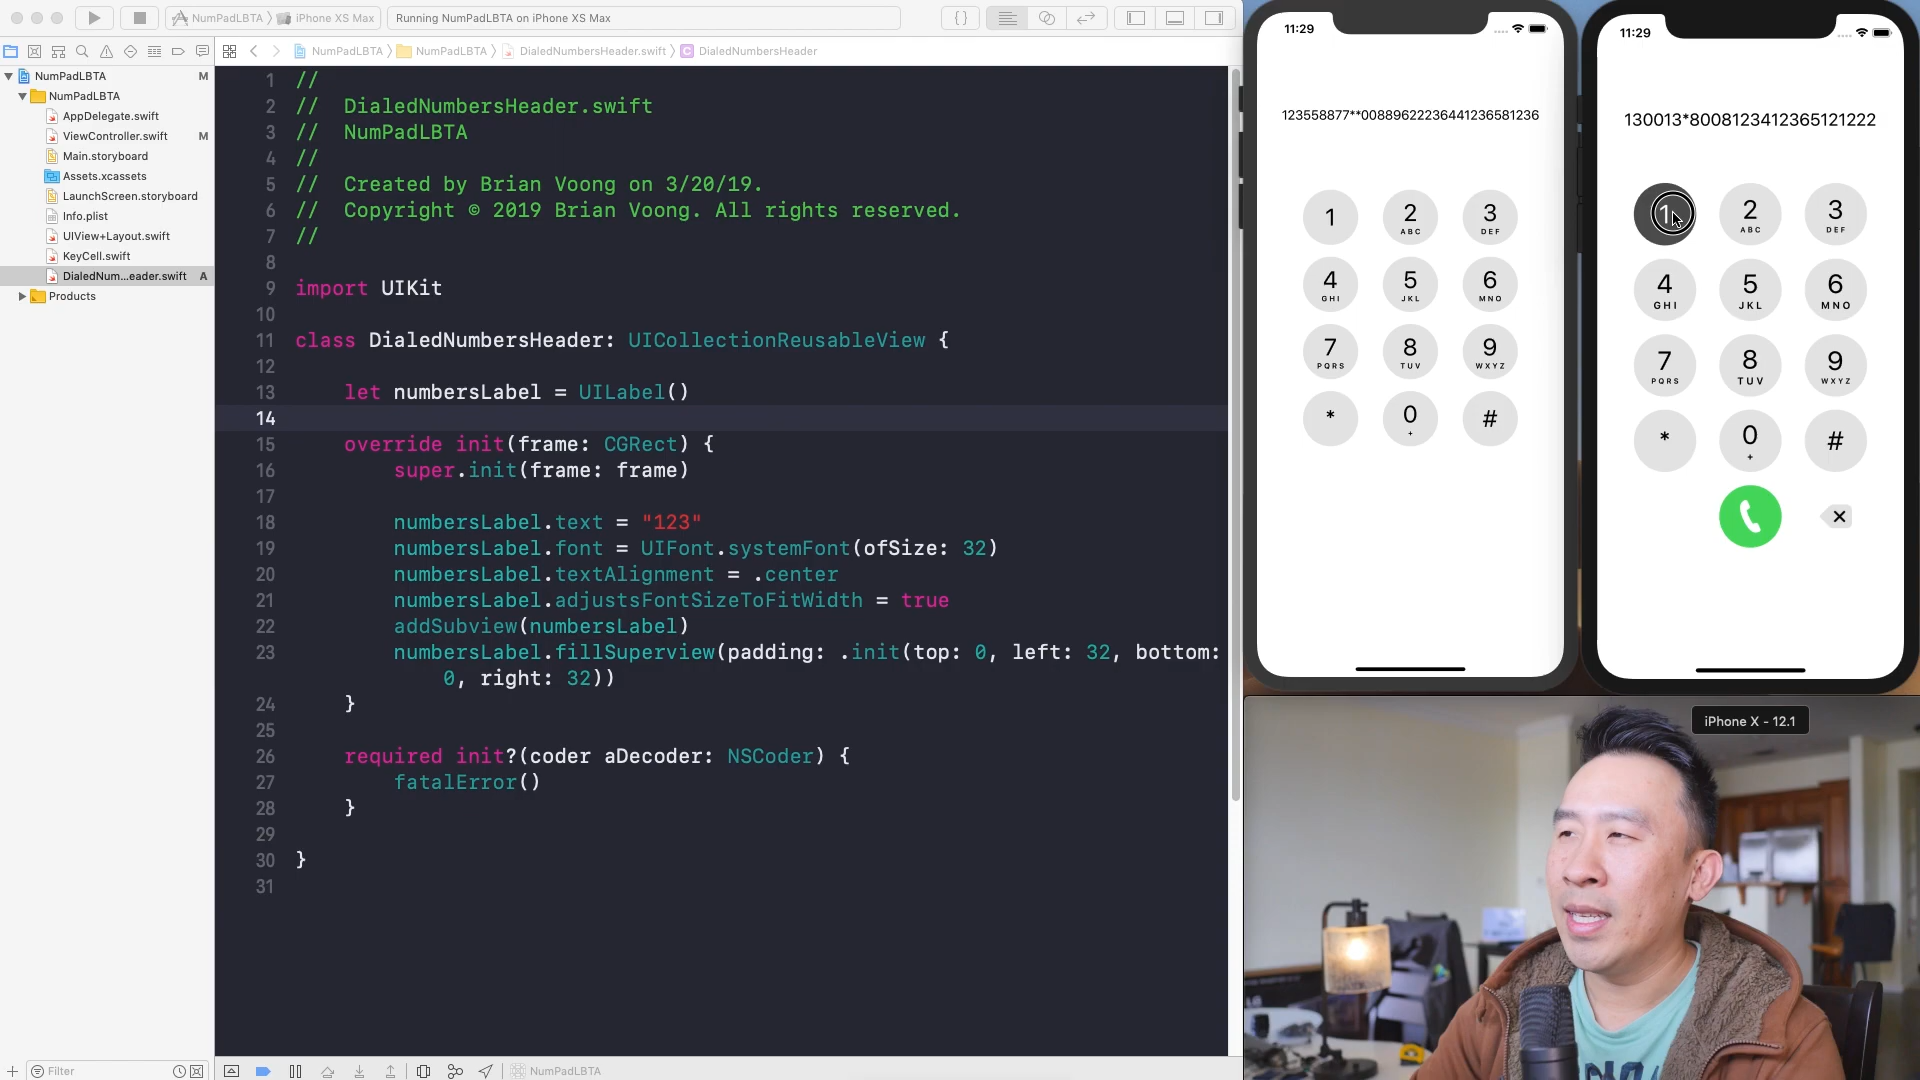 NumPadLBTA
iPhone XS Max
Running NumPadLBTA on iPhone XS Max
{ }
NumPadLBTA
NumPadLBTA
DialedNumbersHeader.swift
DialedNumbersHeader
NumPadLBTA M
NumPadLBTA
AppDelegate.swift
ViewController.swift M
Main.storyboard
Assets.xcassets
LaunchScreen.storyboard
Info.plist
UIView+Layout.swift
KeyCell.swift
DialedNum...eader.swift A
Products
Filter
1 //
2 //  DialedNumbersHeader.swift
3 //  NumPadLBTA
4 //
5 //  Created by Brian Voong on 3/20/19.
6 //  Copyright © 2019 Brian Voong. All rights reserved.
7 //
8
9 import UIKit
10
11 class DialedNumbersHeader: UICollectionReusableView {
12
13     let numbersLabel = UILabel()
14
15     override init(frame: CGRect) {
16         super.init(frame: frame)
17
18         numbersLabel.text = "123"
19         numbersLabel.font = UIFont.systemFont(ofSize: 32)
20         numbersLabel.textAlignment = .center
21         numbersLabel.adjustsFontSizeToFitWidth = true
22         addSubview(numbersLabel)
23         numbersLabel.fillSuperview(padding: .init(top: 0, left: 32, bottom:
0, right: 32))
24     }
25
26     required init?(coder aDecoder: NSCoder) {
27         fatalError()
28     }
29
30 }
31
NumPadLBTA
11:29
123558877**00889622236441236581236
1 2 3
ABC DEF
4 5 6
GHI JKL MNO
7 8 9
PQRS TUV WXYZ
* 0 #
+
11:29
130013*8008123412365121222
1 2 3
ABC DEF
4 5 6
GHI JKL MNO
7 8 9
PQRS TUV WXYZ
* 0 #
+
iPhone X - 12.1